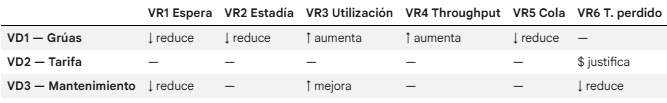 VR1 Espera VR2 Estadía VR3 Utilización VR4 Throughput VR5 Cola VR6 T. perdido
VD1 — Grúas ↓ reduce ↓ reduce ↑ aumenta ↑ aumenta ↓ reduce —
VD2 — Tarifa — — — — — $ justifica
VD3 — Mantenimiento ↓ reduce — ↑ mejora — — ↓ reduce